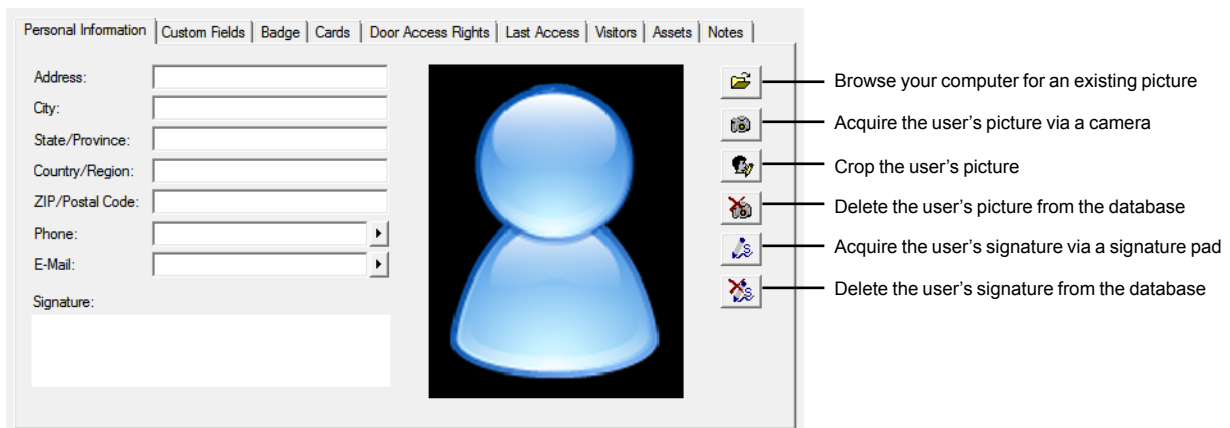 Personal Information Custom Fields Badge Cards Door Access Rights Last Access Visitors Assets Notes
Address:
City:
State/Province:
Country/Region:
ZIP/Postal Code:
Phone:
E-Mail:
Signature:
Browse your computer for an existing picture
Acquire the user's picture via a camera
Crop the user's picture
Delete the user's picture from the database
Acquire the user's signature via a signature pad
Delete the user's signature from the database